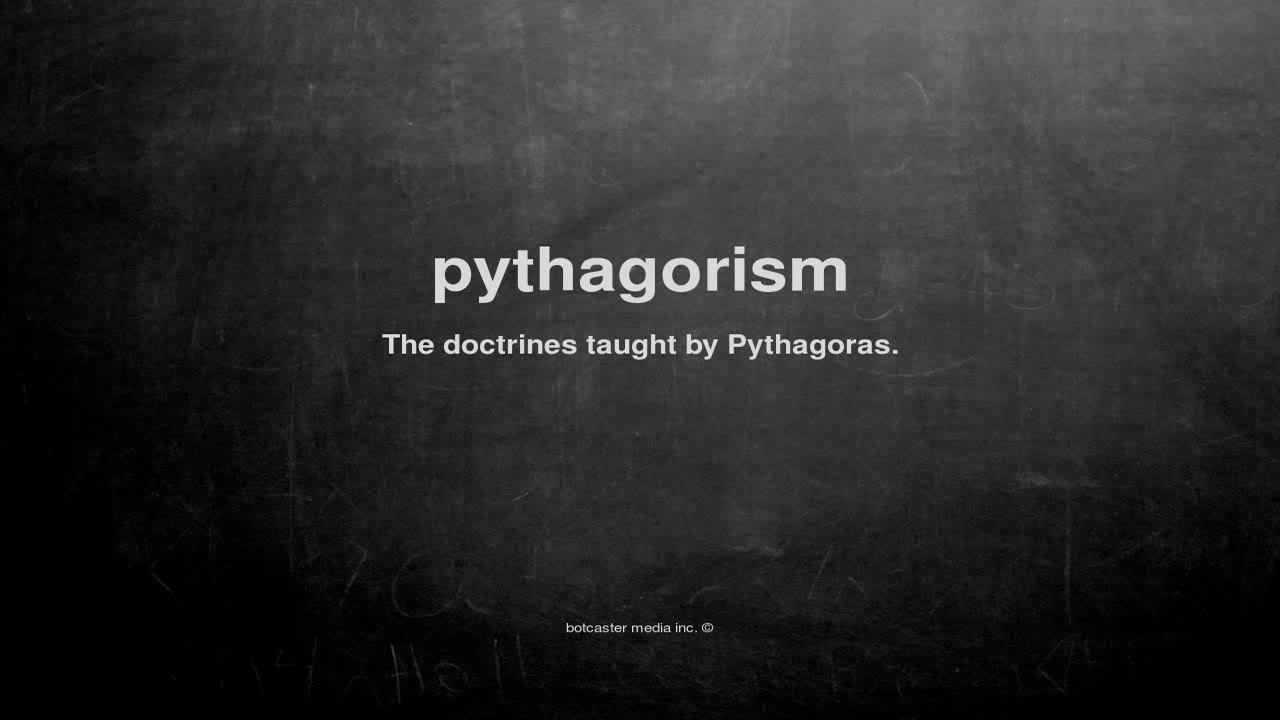 pythagorism
The doctrines taught by Pythagoras.
botcaster media inc. ©